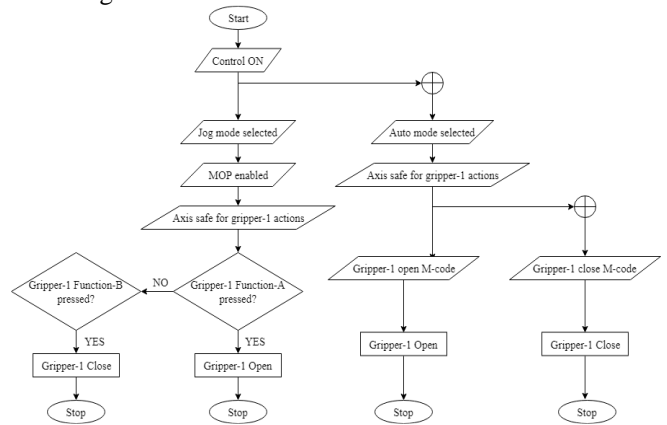 Start
Control ON
Jog mode selected
Auto mode selected
MOP enabled
Axis safe for gripper-1 actions
Axis safe for gripper-1 actions
Gripper-1 Function-B
pressed?
NO
Gripper-1 Function-A
pressed?
Gripper-1 open M-code
Gripper-1 close M-code
YES
YES
Gripper-1 Close
Gripper-1 Open
Gripper-1 Open
Gripper-1 Close
Stop
Stop
Stop
Stop